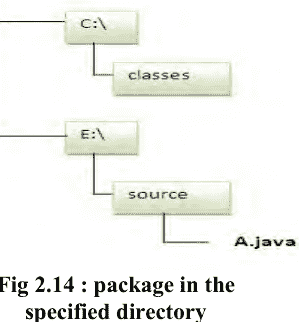 C:\
classes
E:\
source
A.java
Fig 2.14 : package in the
specified directory